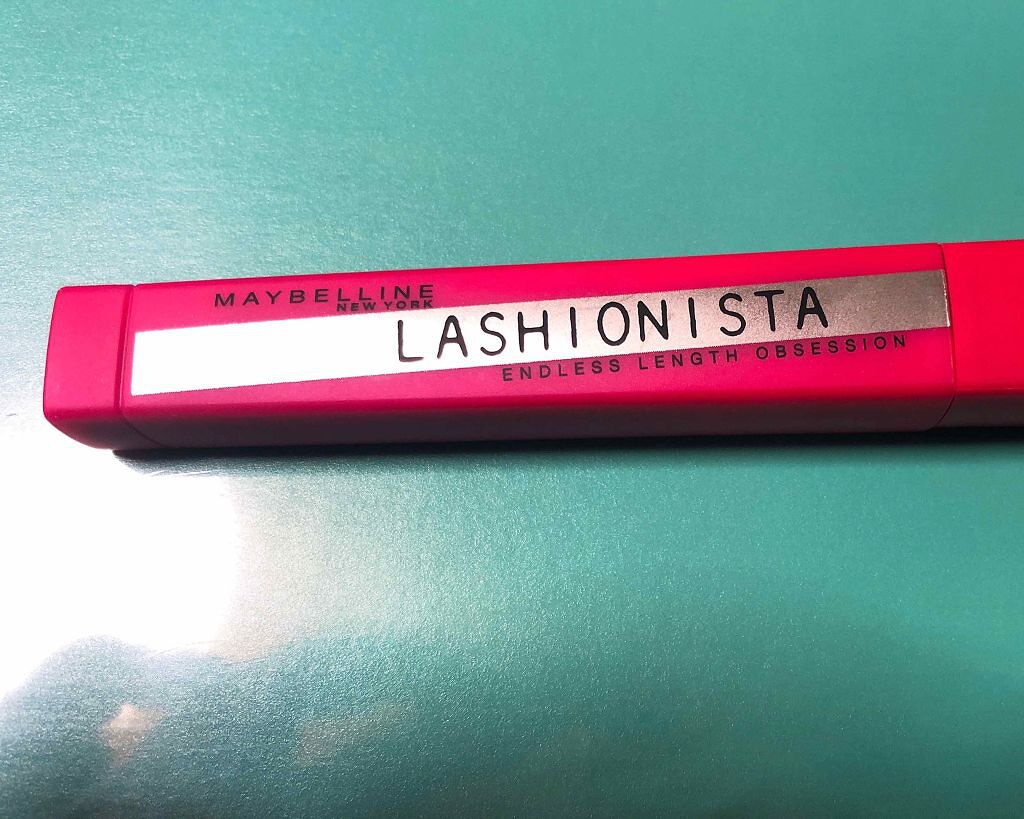 MAYBELLINE
NEW YORK
LASHIONISTA
ENDLESS LENGTH OBSESSION